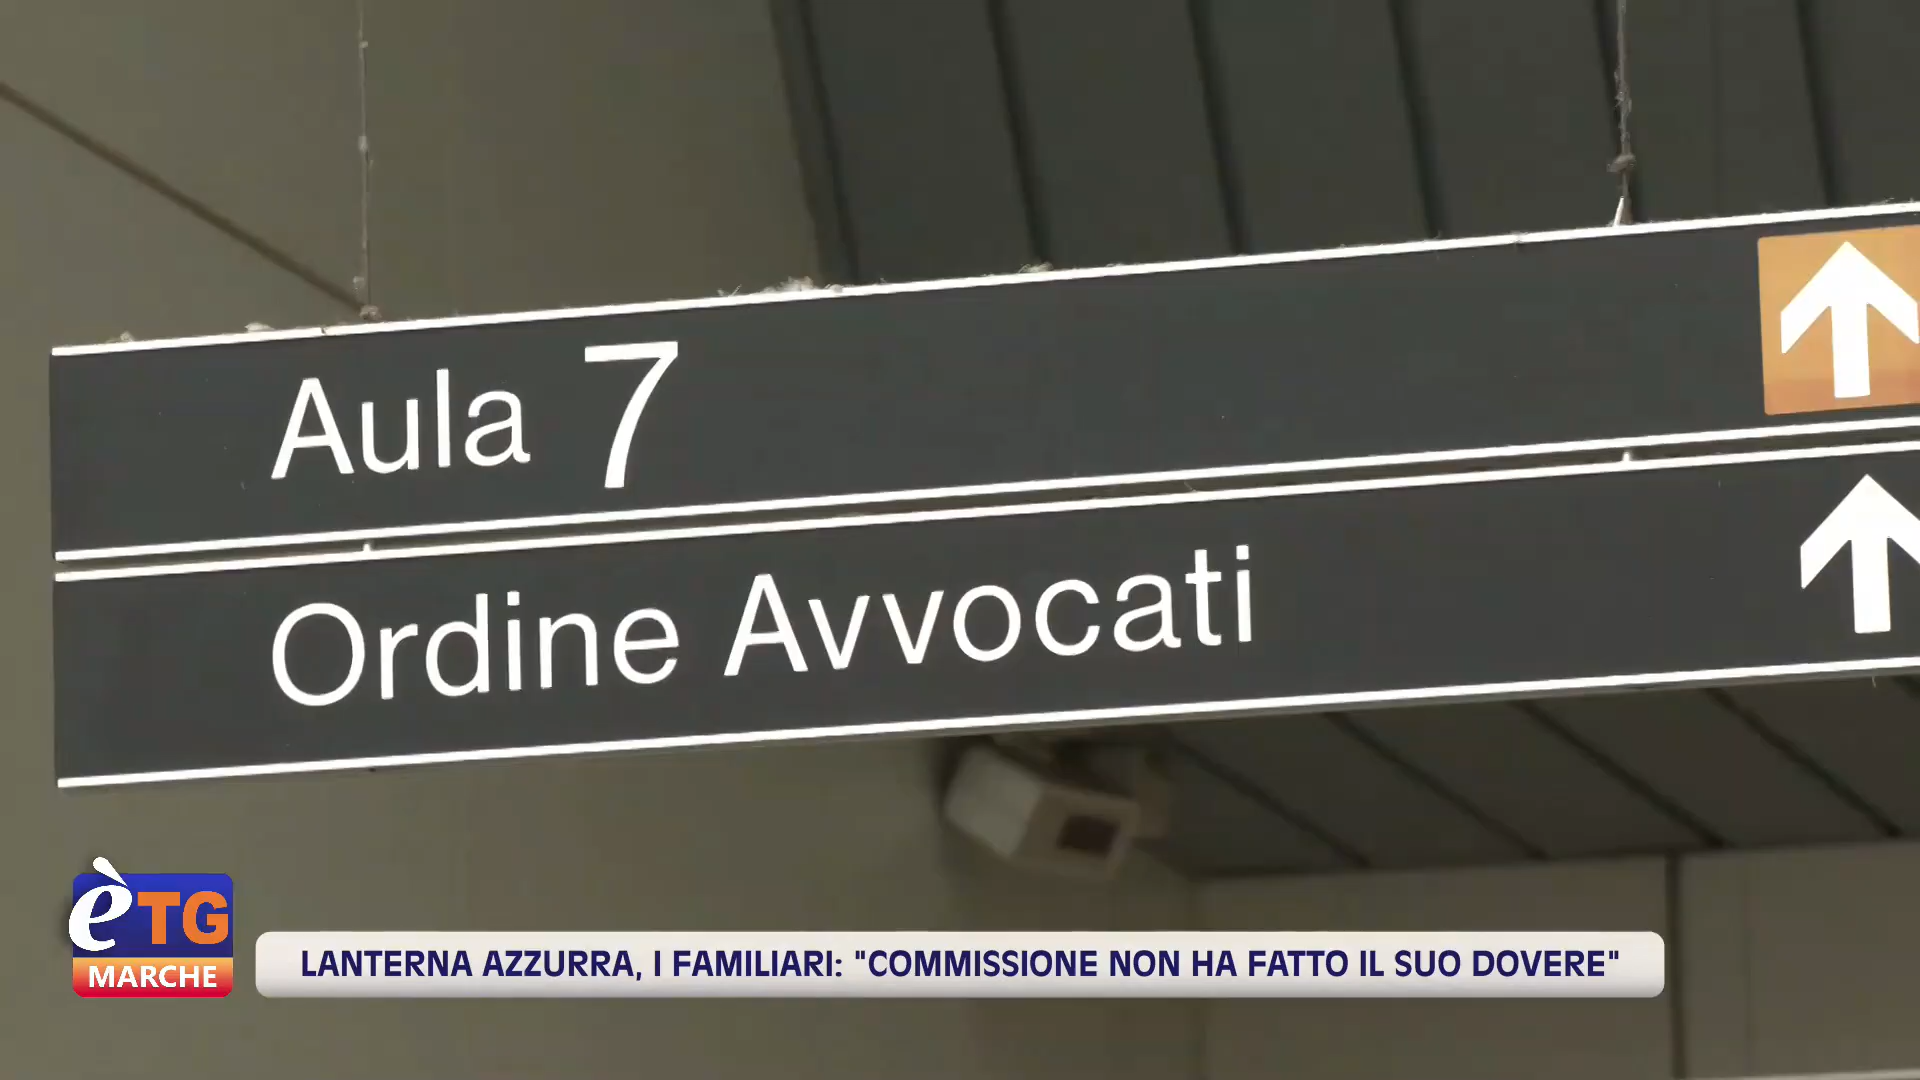 Aula 7
Ordine Avvocati
èTG
MARCHE
LANTERNA AZZURRA, I FAMILIARI: "COMMISSIONE NON HA FATTO IL SUO DOVERE"